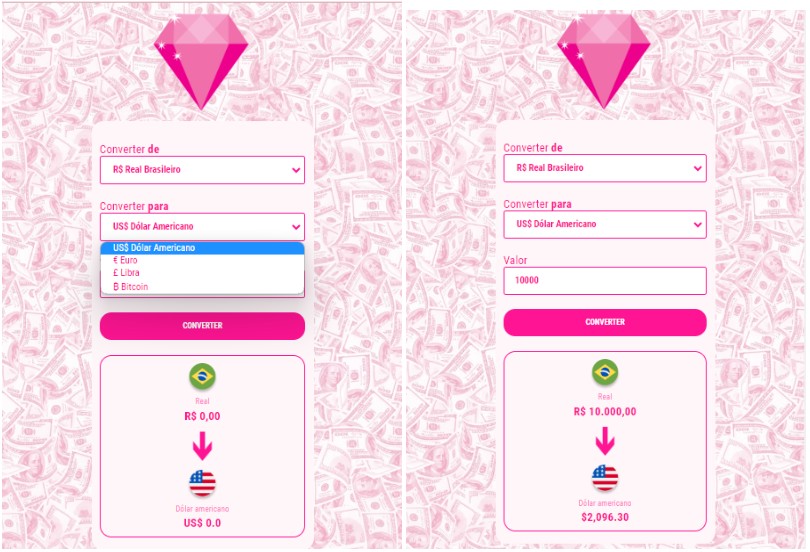 Converter de
R$ Real Brasileiro
Converter para
US$ Dólar Americano
US$ Dólar Americano
€ Euro
£ Libra
₿ Bitcoin
CONVERTER
Real
R$ 0,00
Dólar americano
US$ 0.0
Converter de
R$ Real Brasileiro
Converter para
US$ Dólar Americano
Valor
10000
CONVERTER
Real
R$ 10.000,00
Dólar americano
$2,096.30